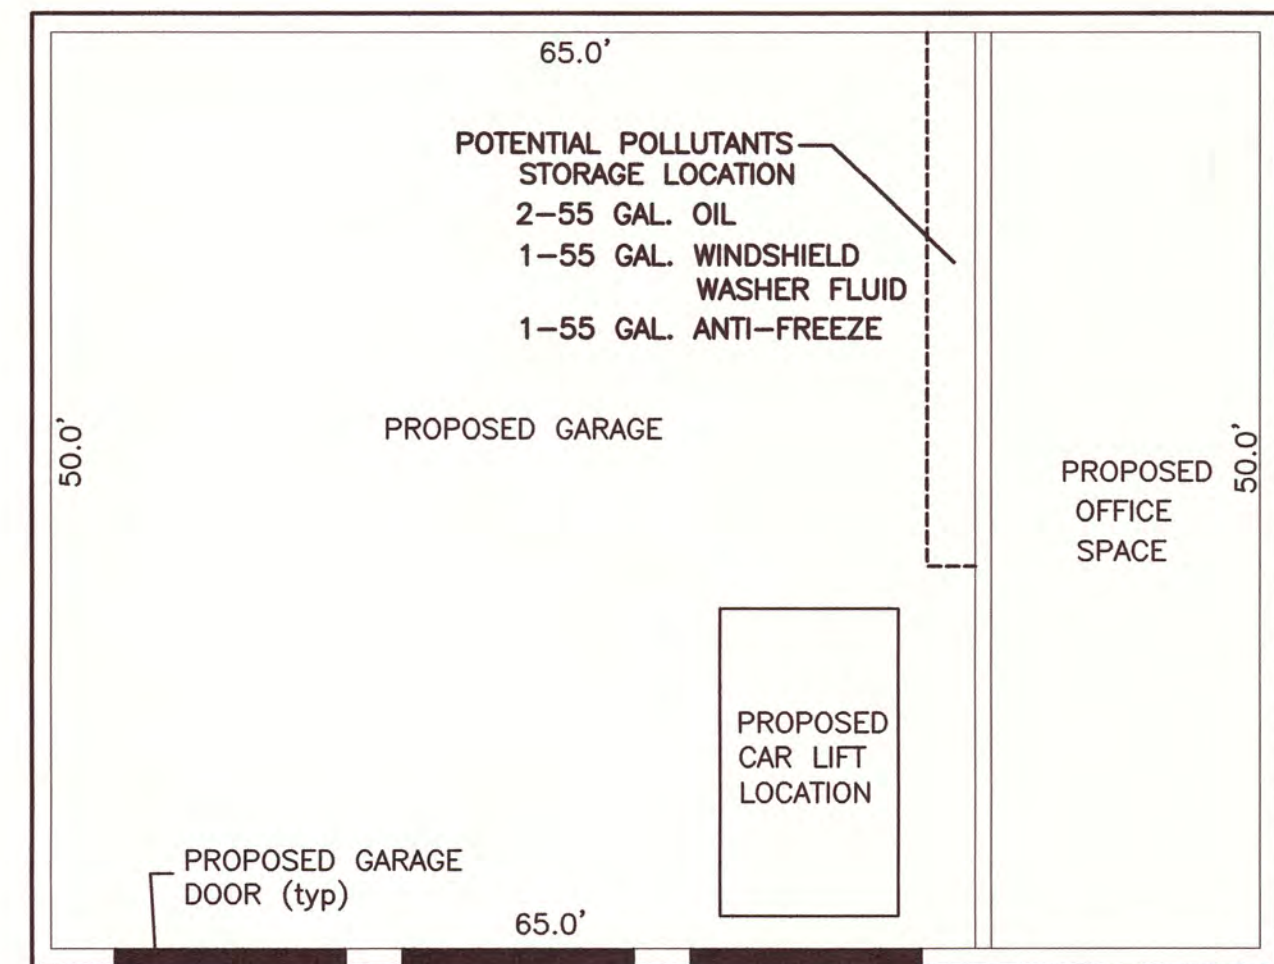 65.0'
POTENTIAL POLLUTANTS
STORAGE LOCATION
2-55 GAL. OIL
1-55 GAL. WINDSHIELD
WASHER FLUID
1-55 GAL. ANTI-FREEZE
PROPOSED GARAGE
50.0'
50.0'
PROPOSED
OFFICE
SPACE
PROPOSED
CAR LIFT
LOCATION
PROPOSED GARAGE
DOOR (typ)
65.0'